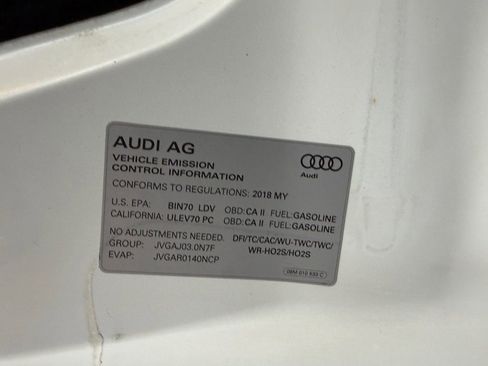 AUDI AG
VEHICLE EMISSION
CONTROL INFORMATION
Audi
CONFORMS TO REGULATIONS: 2018 MY
U.S. EPA: BIN70 LDV OBD:CA II FUEL:GASOLINE
CALIFORNIA: ULEV70 PC OBD:CA II FUEL:GASOLINE
NO ADJUSTMENTS NEEDED. DFI/TC/CAC/WU-TWC/TWC/
GROUP: JVGAJ03.0N7F WR-HO2S/HO2S
EVAP: JVGAR0140NCP